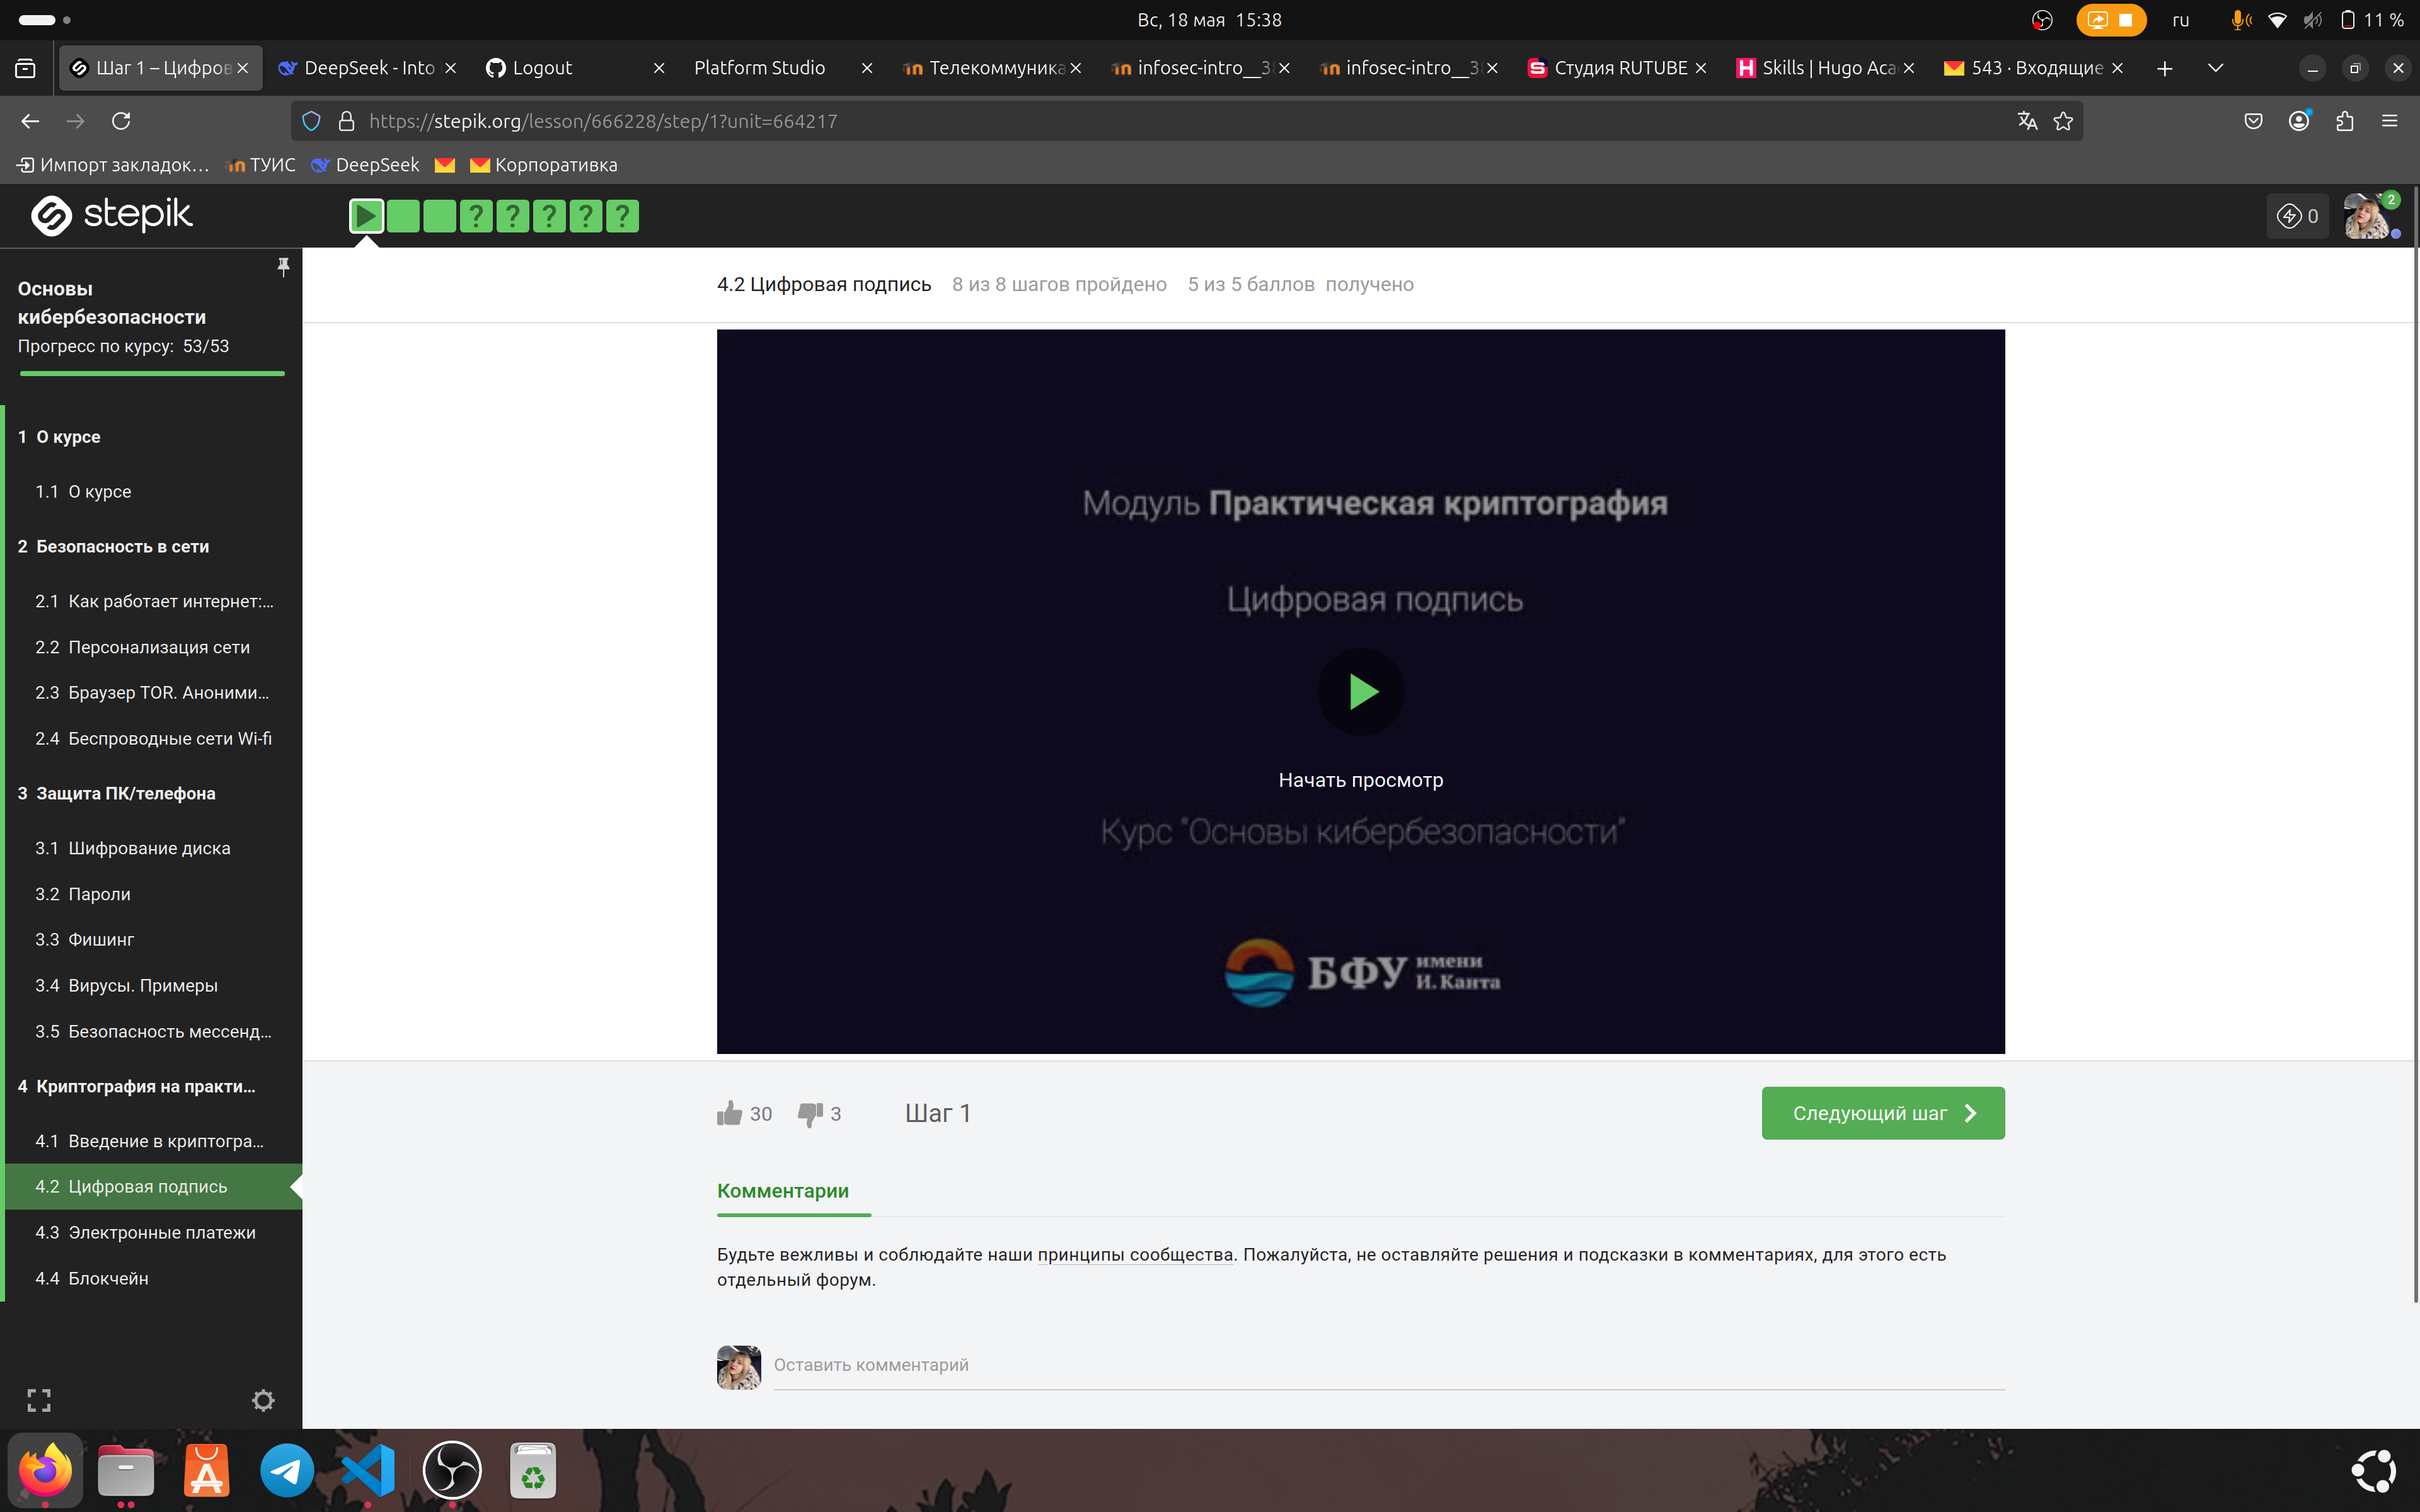 Вс, 18 мая 15:38
ru
11 %
Шаг 1 – Цифров
DeepSeek - Into
Logout
Platform Studio
Телекоммуника
infosec-intro__3
infosec-intro__3
Студия RUTUBE
Skills | Hugo Aca
543 · Входящие
https://stepik.org/lesson/666228/step/1?unit=664217
Импорт закладок…
ТУИС
DeepSeek
Корпоративка
stepik
? ? ? ? ?
0
2
Основы
кибербезопасности
Прогресс по курсу: 53/53
1 О курсе
1.1 О курсе
2 Безопасность в сети
2.1 Как работает интернет:...
2.2 Персонализация сети
2.3 Браузер TOR. Аноними...
2.4 Беспроводные сети Wi-fi
3 Защита ПК/телефона
3.1 Шифрование диска
3.2 Пароли
3.3 Фишинг
3.4 Вирусы. Примеры
3.5 Безопасность мессенд...
4 Криптография на практи...
4.1 Введение в криптогра...
4.2 Цифровая подпись
4.3 Электронные платежи
4.4 Блокчейн
4.2 Цифровая подпись 8 из 8 шагов пройдено 5 из 5 баллов получено
Модуль Практическая криптография
Цифровая подпись
Начать просмотр
Курс "Основы кибербезопасности"
БФУ имени
И. Канта
30
3
Шаг 1
Следующий шаг
Комментарии
Будьте вежливы и соблюдайте наши принципы сообщества. Пожалуйста, не оставляйте решения и подсказки в комментариях, для этого есть
отдельный форум.
Оставить комментарий